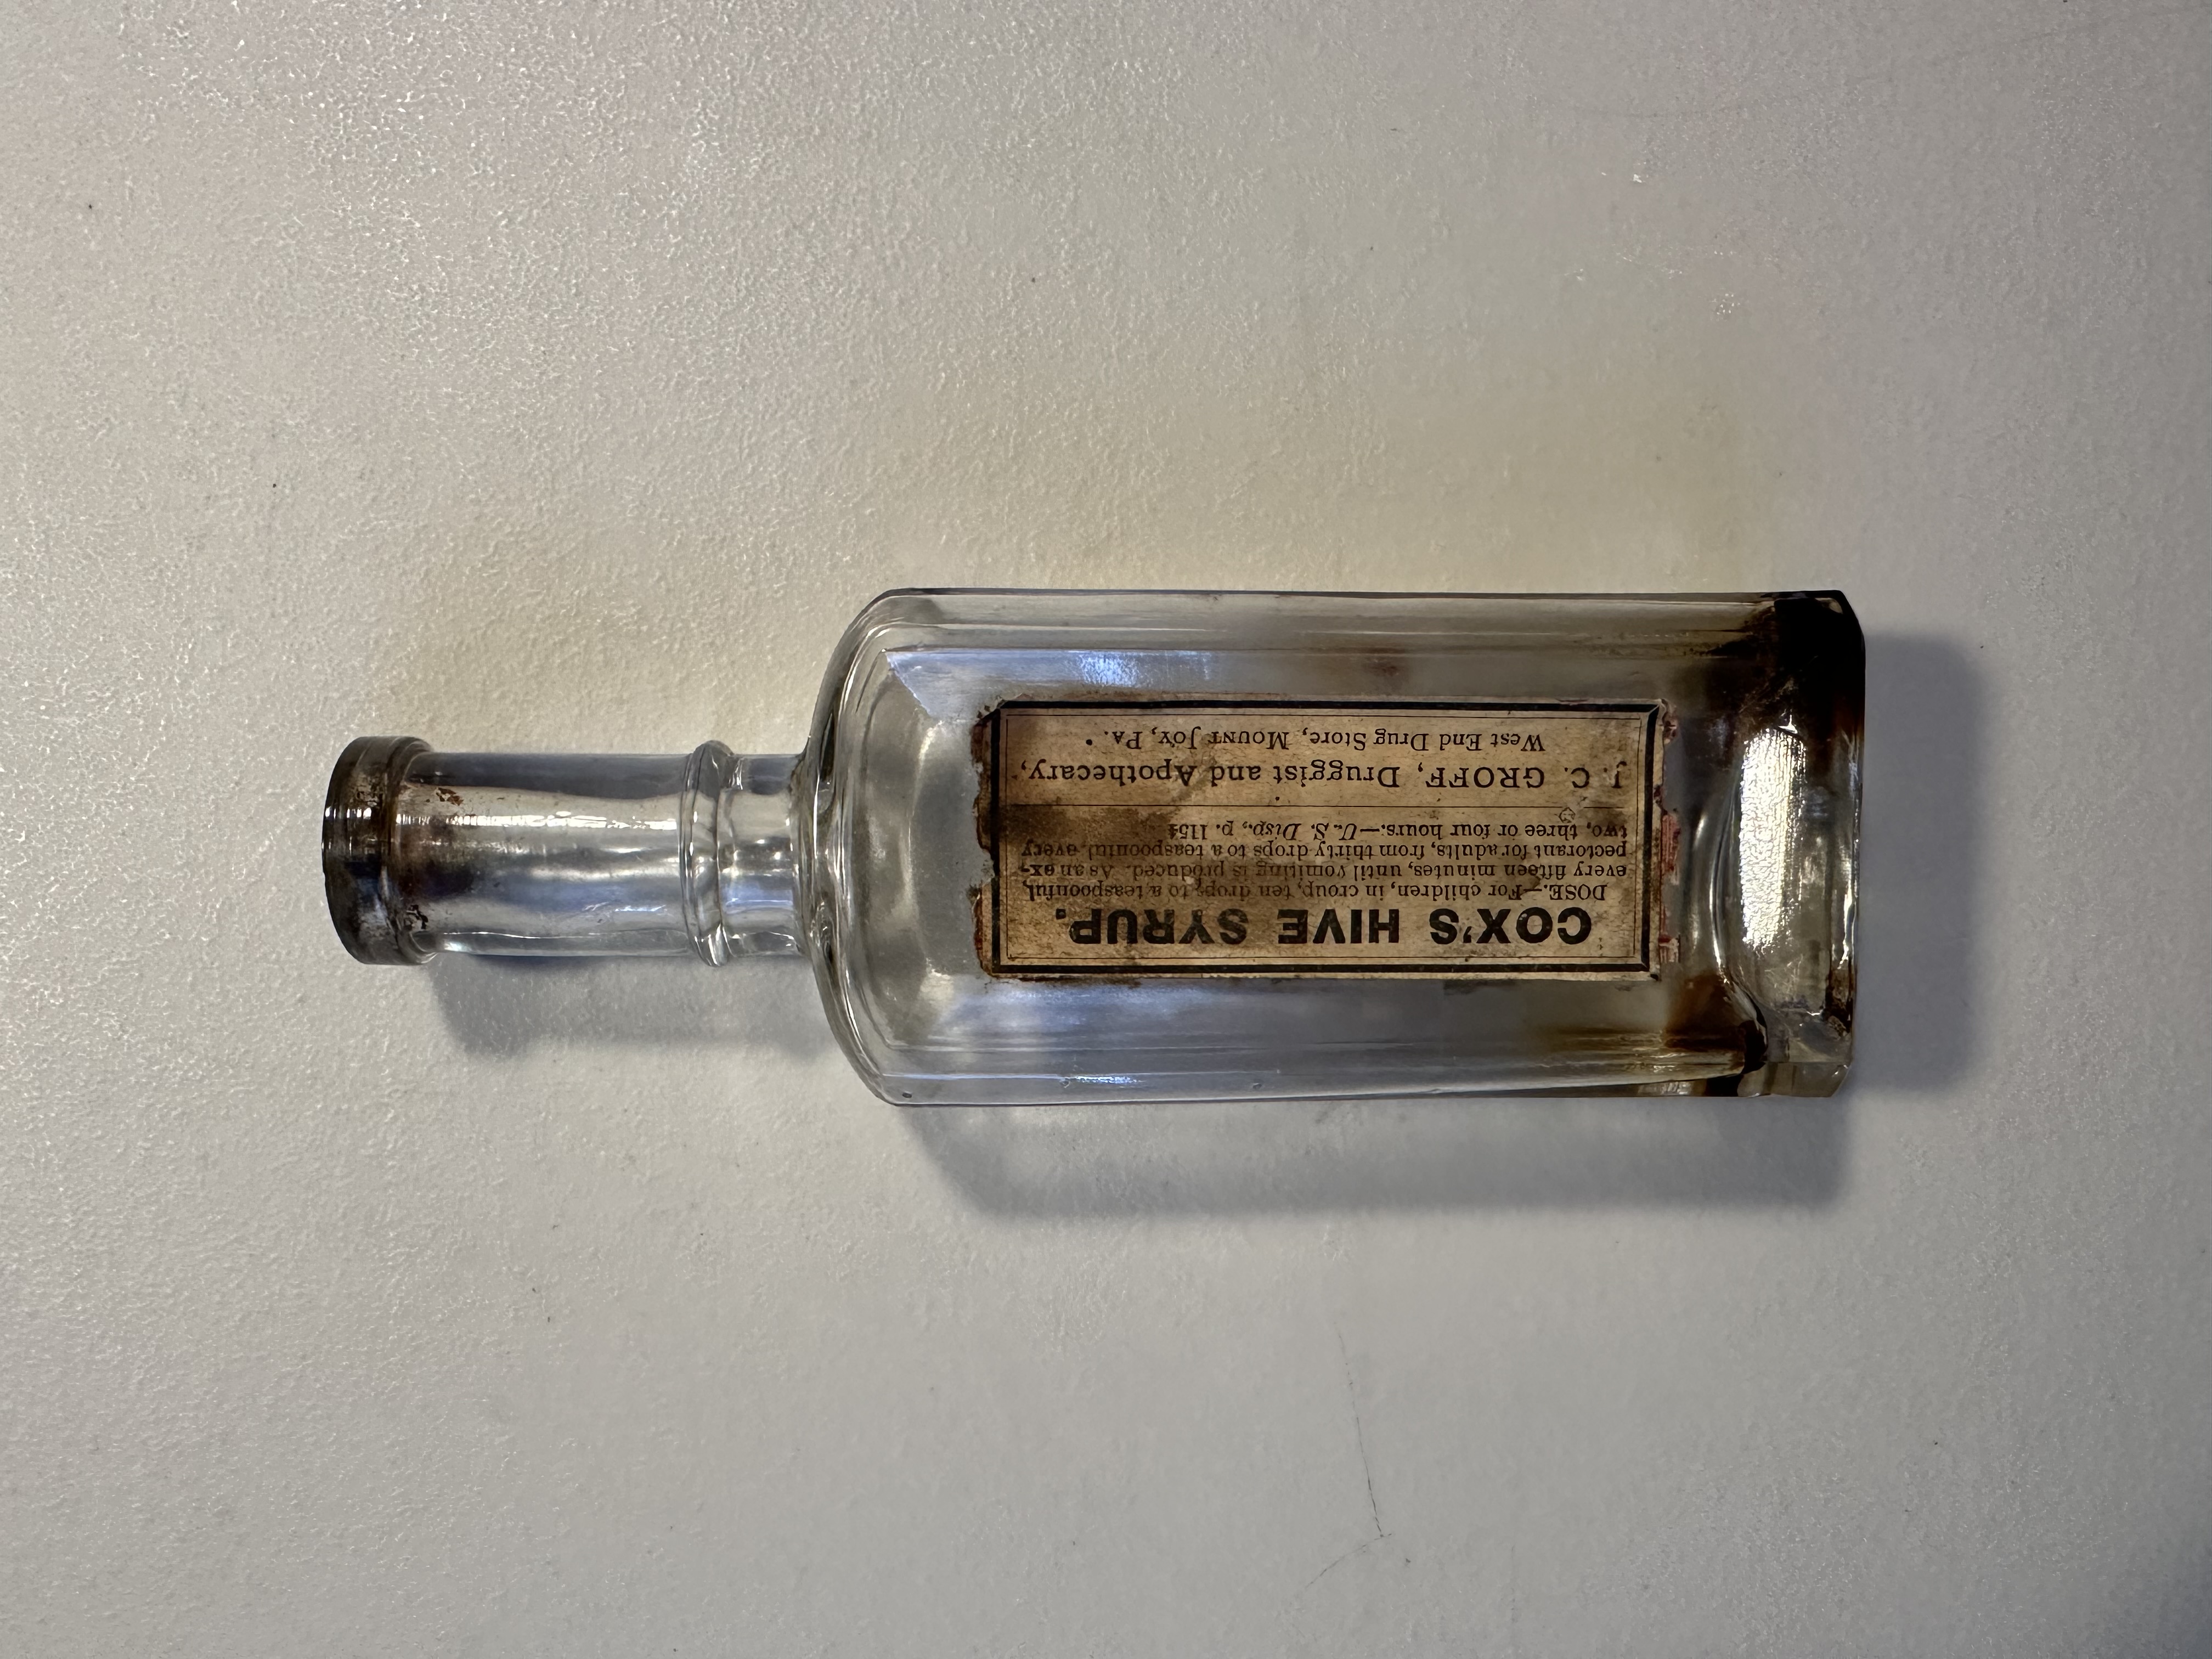 COX'S HIVE SYRUP.
DOSE.—For children, in croup, ten drops to a teaspoonful,
every fifteen minutes, until vomiting is produced. As an ex-
pectorant for adults, from thirty drops to a teaspoonful, every
two, three or four hours.—U. S. Disp., p. 1154
J. C. GROFF, Druggist and Apothecary,
West End Drug Store, MOUNT JOY, PA.